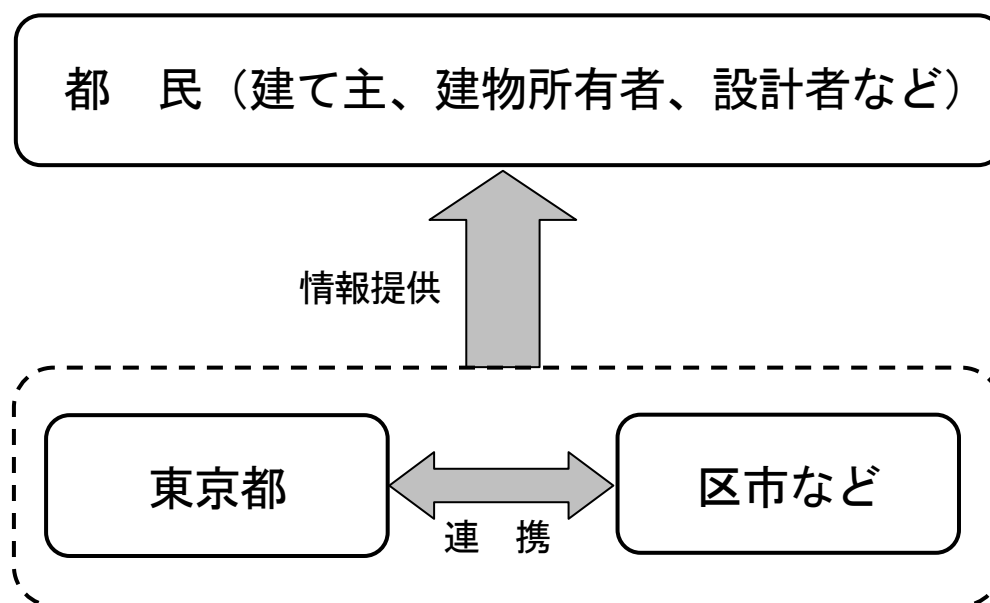 都　民（建て主、建物所有者、設計者など）
情報提供
東京都
区市など
連　携